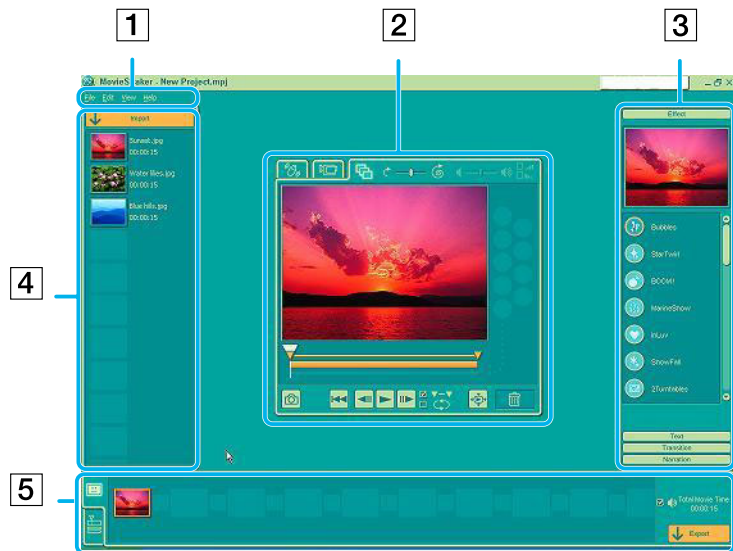 1
2
3
MovieShaker - New Project.mpj
File Edit View Help
Import
Sunset.jpg
00:00:15
Water lilies.jpg
00:00:15
Blue hills.jpg
00:00:15
Effect
Bubbles
StarTwirl
BOOM!!
MarineSnow
InLuv
SnowFall
2Turntables
Text
Transition
Narration
4
5
Total Movie Time
00:00:15
Export